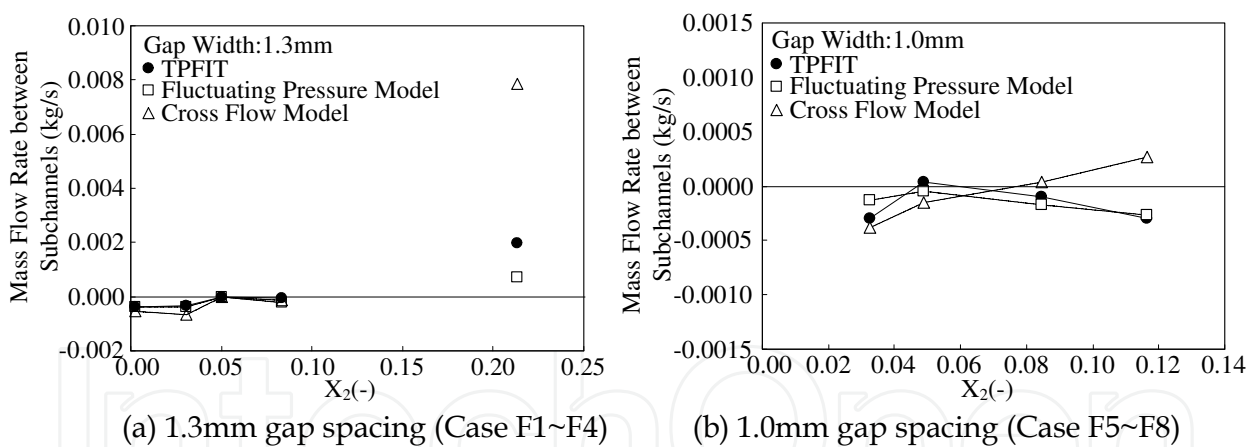 0.010
0.008
0.006
0.004
0.002
0.000
-0.002
Mass Flow Rate between
Subchannels (kg/s)
Gap Width:1.3mm
TPFIT
Fluctuating Pressure Model
Cross Flow Model
0.00 0.05 0.10 0.15 0.20 0.25
X2(-)
(a) 1.3mm gap spacing (Case F1~F4)
0.0015
0.0010
0.0005
0.0000
-0.0005
-0.0010
-0.0015
Mass Flow Rate between
Subchannels (kg/s)
Gap Width:1.0mm
TPFIT
Fluctuating Pressure Model
Cross Flow Model
0.00 0.02 0.04 0.06 0.08 0.10 0.12 0.14
X2(-)
(b) 1.0mm gap spacing (Case F5~F8)